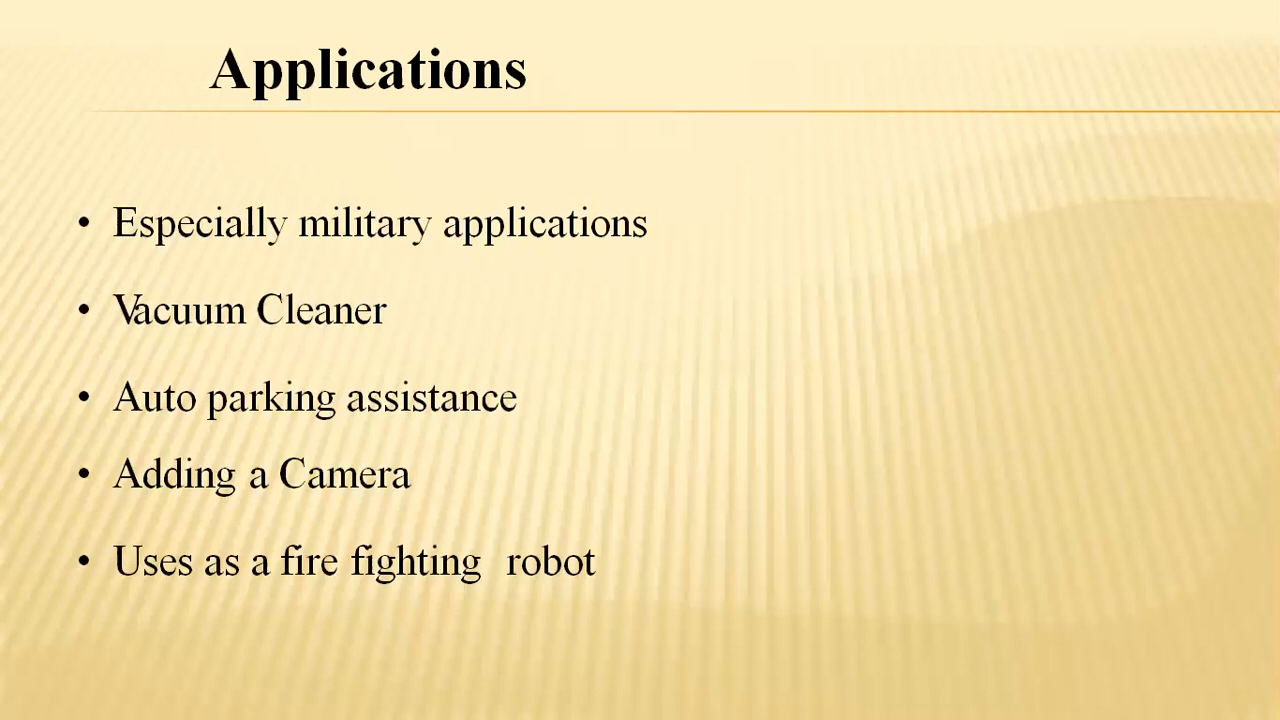 Applications
• Especially military applications
• Vacuum Cleaner
• Auto parking assistance
• Adding a Camera
• Uses as a fire fighting  robot